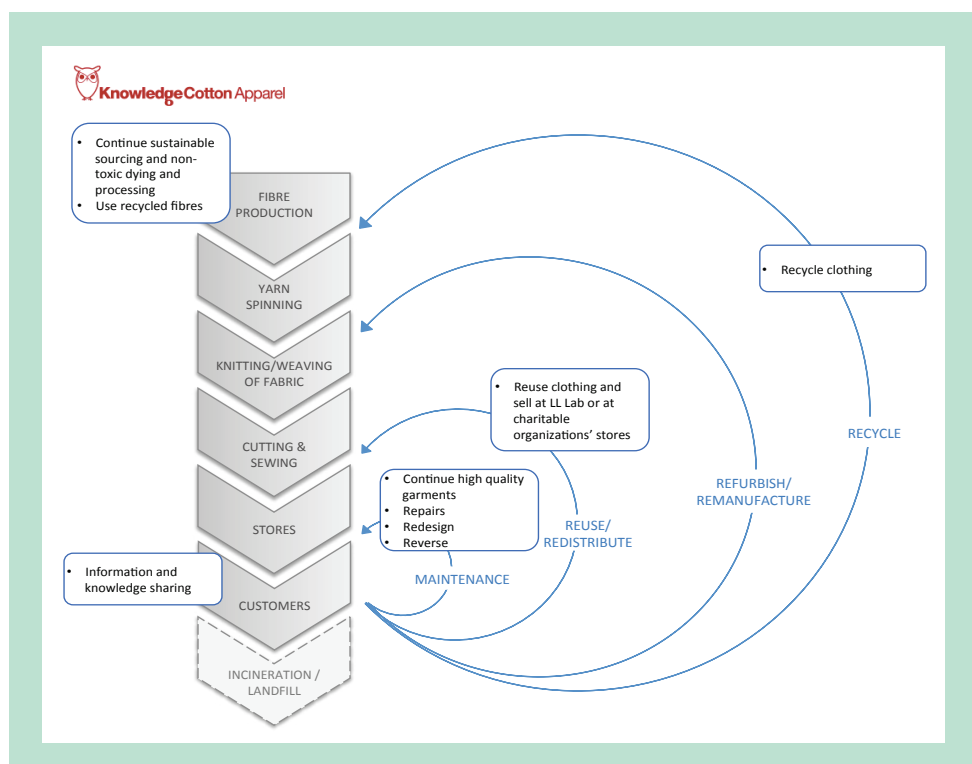 KnowledgeCotton Apparel
• Continue sustainable
sourcing and non-
toxic dying and
processing
• Use recycled fibres
FIBRE
PRODUCTION
YARN
SPINNING
KNITTING/WEAVING
OF FABRIC
CUTTING &
SEWING
STORES
CUSTOMERS
INCINERATION /
LANDFILL
• Information and
knowledge sharing
• Continue high quality
garments
• Repairs
• Redesign
• Reverse
MAINTENANCE
• Reuse clothing and
sell at LL Lab or at
charitable
organizations’ stores
REUSE/
REDISTRIBUTE
REFURBISH/
REMANUFACTURE
• Recycle clothing
RECYCLE